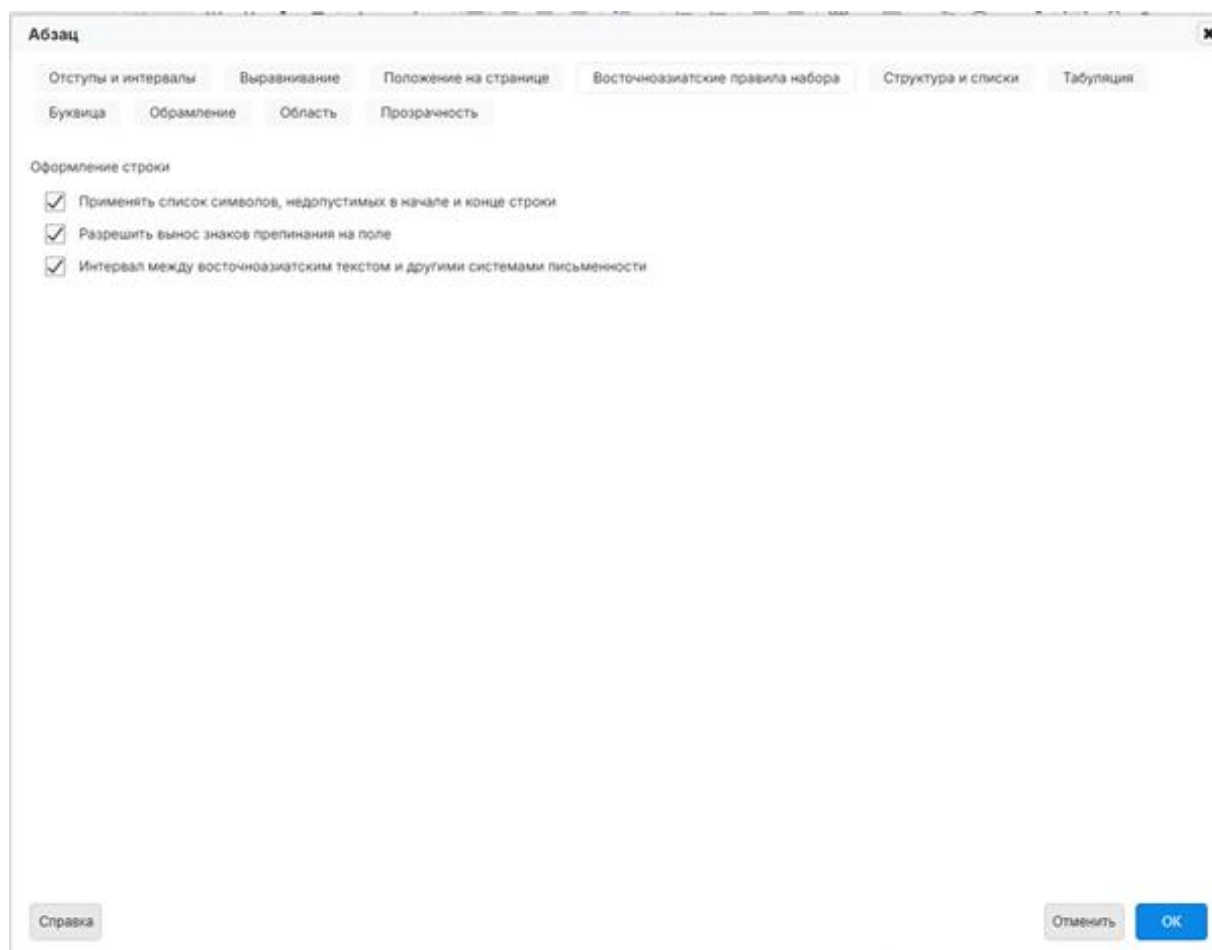 Абзац
Отступы и интервалы Выравнивание Положение на странице Восточноазиатские правила набора Структура и списки Табуляция
Буквица Обрамление Область Прозрачность
Оформление строки
Применять список символов, недопустимых в начале и конце строки
Разрешить вынос знаков препинания на поле
Интервал между восточноазиатским текстом и другими системами письменности
Справка Отменить OK